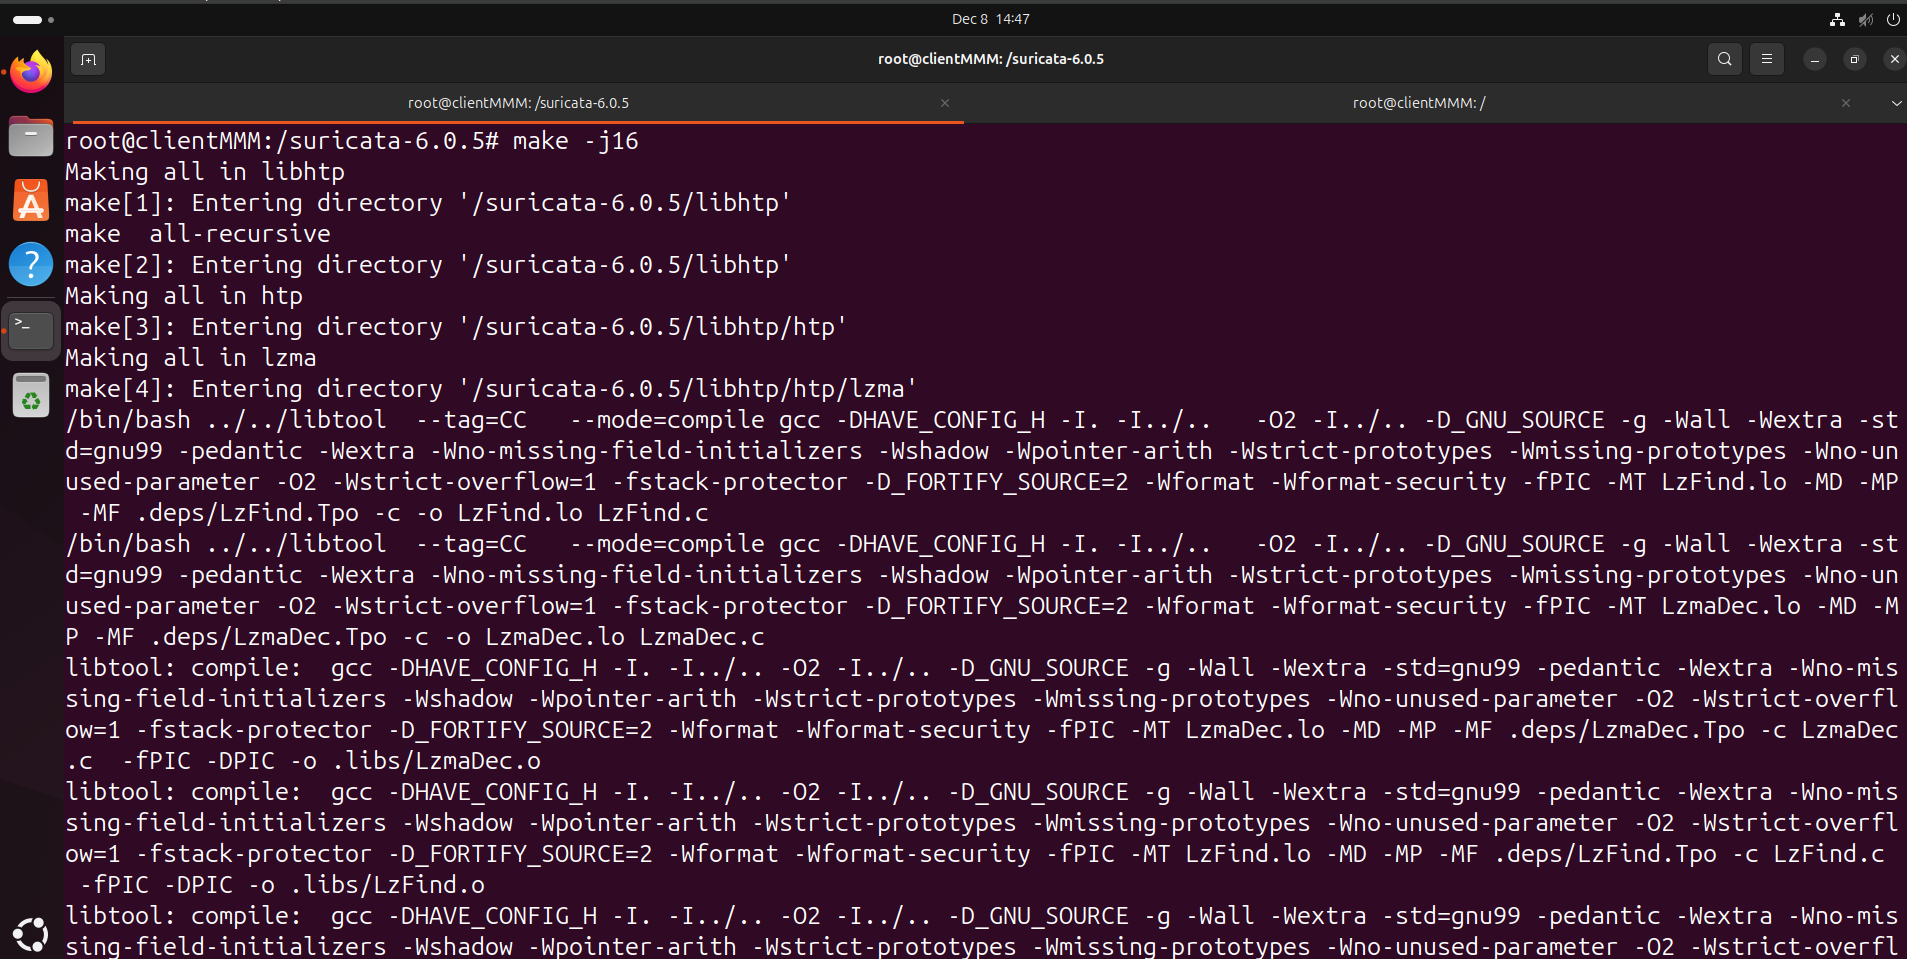 Dec 8 14:47
root@clientMMM: /suricata-6.0.5
root@clientMMM: /suricata-6.0.5
root@clientMMM: /
root@clientMMM:/suricata-6.0.5# make -j16
Making all in libhtp
make[1]: Entering directory '/suricata-6.0.5/libhtp'
make  all-recursive
make[2]: Entering directory '/suricata-6.0.5/libhtp'
Making all in htp
make[3]: Entering directory '/suricata-6.0.5/libhtp/htp'
Making all in lzma
make[4]: Entering directory '/suricata-6.0.5/libhtp/htp/lzma'
/bin/bash ../../libtool  --tag=CC   --mode=compile gcc -DHAVE_CONFIG_H -I. -I../..   -O2 -I../.. -D_GNU_SOURCE -g -Wall -Wextra -st
d=gnu99 -pedantic -Wextra -Wno-missing-field-initializers -Wshadow -Wpointer-arith -Wstrict-prototypes -Wmissing-prototypes -Wno-un
used-parameter -O2 -Wstrict-overflow=1 -fstack-protector -D_FORTIFY_SOURCE=2 -Wformat -Wformat-security -fPIC -MT LzFind.lo -MD -MP
 -MF .deps/LzFind.Tpo -c -o LzFind.lo LzFind.c
/bin/bash ../../libtool  --tag=CC   --mode=compile gcc -DHAVE_CONFIG_H -I. -I../..   -O2 -I../.. -D_GNU_SOURCE -g -Wall -Wextra -st
d=gnu99 -pedantic -Wextra -Wno-missing-field-initializers -Wshadow -Wpointer-arith -Wstrict-prototypes -Wmissing-prototypes -Wno-un
used-parameter -O2 -Wstrict-overflow=1 -fstack-protector -D_FORTIFY_SOURCE=2 -Wformat -Wformat-security -fPIC -MT LzmaDec.lo -MD -M
P -MF .deps/LzmaDec.Tpo -c -o LzmaDec.lo LzmaDec.c
libtool: compile:  gcc -DHAVE_CONFIG_H -I. -I../.. -O2 -I../.. -D_GNU_SOURCE -g -Wall -Wextra -std=gnu99 -pedantic -Wextra -Wno-mis
sing-field-initializers -Wshadow -Wpointer-arith -Wstrict-prototypes -Wmissing-prototypes -Wno-unused-parameter -O2 -Wstrict-overfl
ow=1 -fstack-protector -D_FORTIFY_SOURCE=2 -Wformat -Wformat-security -fPIC -MT LzmaDec.lo -MD -MP -MF .deps/LzmaDec.Tpo -c LzmaDec
.c  -fPIC -DPIC -o .libs/LzmaDec.o
libtool: compile:  gcc -DHAVE_CONFIG_H -I. -I../.. -O2 -I../.. -D_GNU_SOURCE -g -Wall -Wextra -std=gnu99 -pedantic -Wextra -Wno-mis
sing-field-initializers -Wshadow -Wpointer-arith -Wstrict-prototypes -Wmissing-prototypes -Wno-unused-parameter -O2 -Wstrict-overfl
ow=1 -fstack-protector -D_FORTIFY_SOURCE=2 -Wformat -Wformat-security -fPIC -MT LzFind.lo -MD -MP -MF .deps/LzFind.Tpo -c LzFind.c
 -fPIC -DPIC -o .libs/LzFind.o
libtool: compile:  gcc -DHAVE_CONFIG_H -I. -I../.. -O2 -I../.. -D_GNU_SOURCE -g -Wall -Wextra -std=gnu99 -pedantic -Wextra -Wno-mis
sing-field-initializers -Wshadow -Wpointer-arith -Wstrict-prototypes -Wmissing-prototypes -Wno-unused-parameter -O2 -Wstrict-overfl